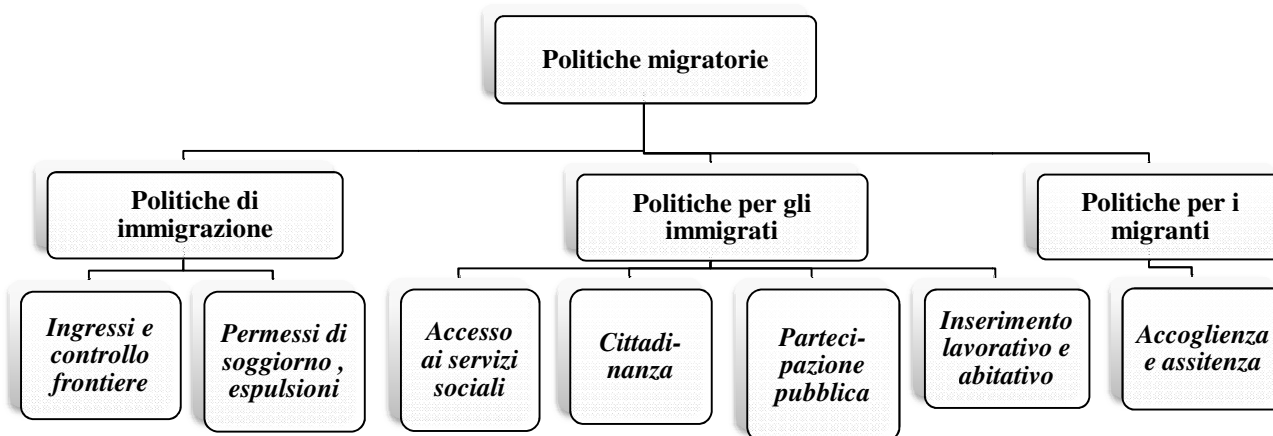 Politiche migratorie
Politiche di
immigrazione
Politiche per gli
immigrati
Politiche per i
migranti
Ingressi e
controllo
frontiere
Permessi di
soggiorno ,
espulsioni
Accesso
ai servizi
sociali
Cittadi-
nanza
Parteci-
pazione
pubblica
Inserimento
lavorativo e
abitativo
Accoglienza
e assitenza